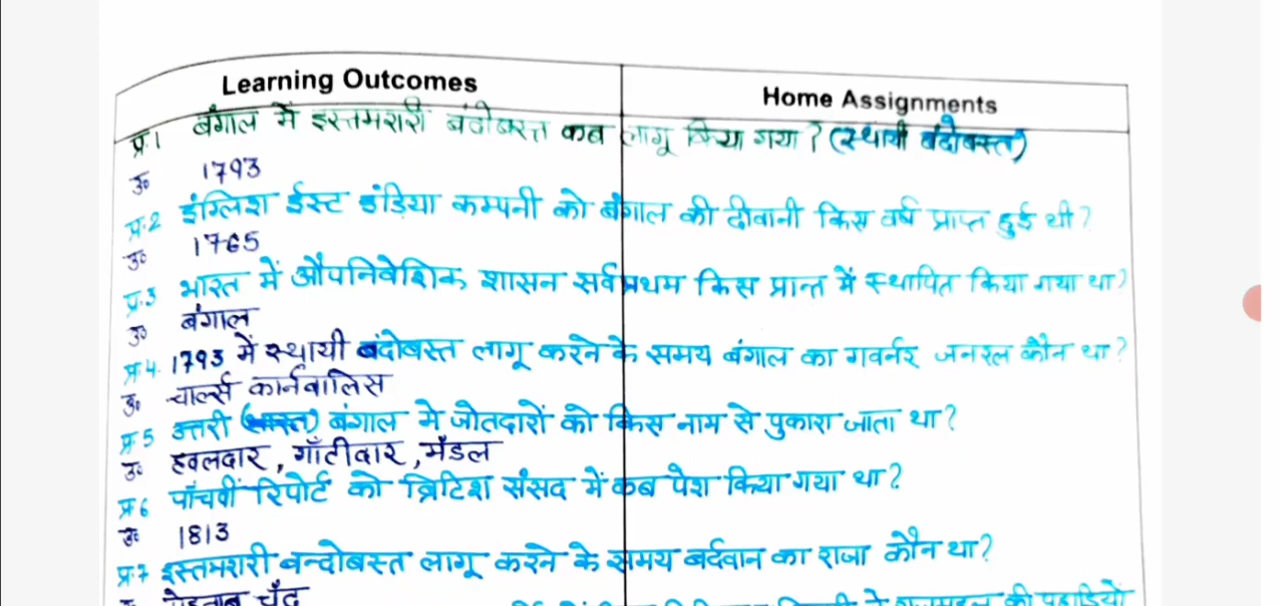 Learning Outcomes
Home Assignments
प्र.1 बंगाल में इस्तमरारी बंदोबस्त कब लागू किया गया ? (स्थायी बंदोबस्त)
उ० 1793
प्र.2 इंग्लिश ईस्ट इंडिया कम्पनी को बंगाल की दीवानी किस वर्ष प्राप्त हुई थी ?
उ० 1765
प्र.3 भारत में औपनिवेशिक शासन सर्वप्रथम किस प्रान्त में स्थापित किया गया था ?
उ० बंगाल
प्र.4. 1793 में स्थायी बंदोबस्त लागू करने के समय बंगाल का गवर्नर जनरल कौन था ?
उ० चार्ल्स कार्नवालिस
प्र.5 उत्तरी बंगाल मे जोतदारों को किस नाम से पुकारा जाता था ?
उ० हवलदार, गाँटीदार, मँडल
प्र.6 पाँचवीं रिपोर्ट को ब्रिटिश संसद में कब पेश किया गया था ?
उ० 1813
प्र.7 इस्तमरारी बन्दोबस्त लागू करने के समय बर्दवान का राजा कौन था ?
चँद
की पहाडियों